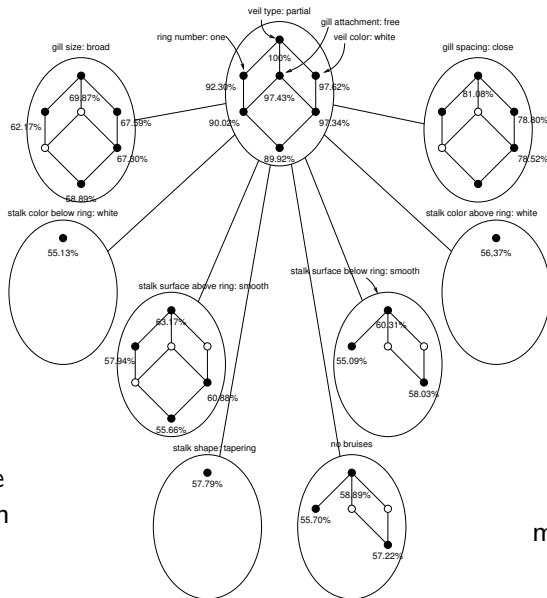 veil type: partial
gill attachment: free
ring number: one
veil color: white
gill size: broad
gill spacing: close
100%
92.30%
97.43%
97.62%
90.02%
97.34%
89.92%
69.87%
62.17%
67.59%
67.30%
58.89%
81.08%
78.80%
78.52%
stalk color below ring: white
stalk color above ring: white
55.13%
56,37%
stalk surface above ring: smooth
stalk surface below ring: smooth
63.17%
57.94%
60.88%
55.66%
60.31%
55.09%
58.03%
stalk shape: tapering
no bruises
57.79%
58.89%
55.70%
57.22%